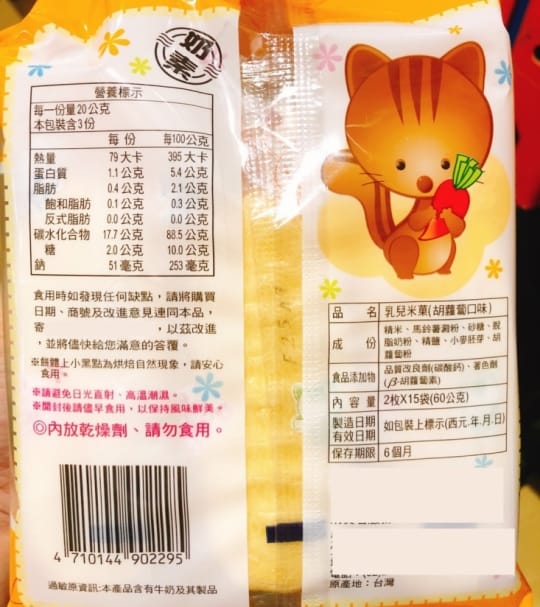 奶素
營養標示
每一份量20公克
本包裝含3份
每份 每100公克
熱量 79大卡 395大卡
蛋白質 1.1公克 5.4公克
脂肪 0.4公克 2.1公克
飽和脂肪 0.1公克 0.3公克
反式脂肪 0.0公克 0.0公克
碳水化合物 17.7公克 88.5公克
糖 2.0公克 10.0公克
鈉 51毫克 253毫克
食用時如發現任何缺點，請將購買
日期、商號及改進意見連同本品，
寄 ，以茲改進
，並將儘快給您滿意的答覆。
※餅體上小黑點為烘焙自然現象，請安心
食用。
※請避免日光直射、高溫潮濕。
※開封後請儘早食用，以保持風味鮮美。
◎內放乾燥劑、請勿食用。
4 710144 902295
過敏原資訊:本產品含有牛奶及其製品
品名 乳兒米菓(胡蘿蔔口味)
成份 精米、馬鈴薯澱粉、砂糖、脫
脂奶粉、精鹽、小麥胚芽、胡
蘿蔔粉
食品添加物 品質改良劑(碳酸鈣)、著色劑
(β-胡蘿蔔素)
內容量 2枚X15袋(60公克)
製造日期 如包裝上標示(西元.年.月.日)
有效日期
保存期限 6個月
原產地：台灣